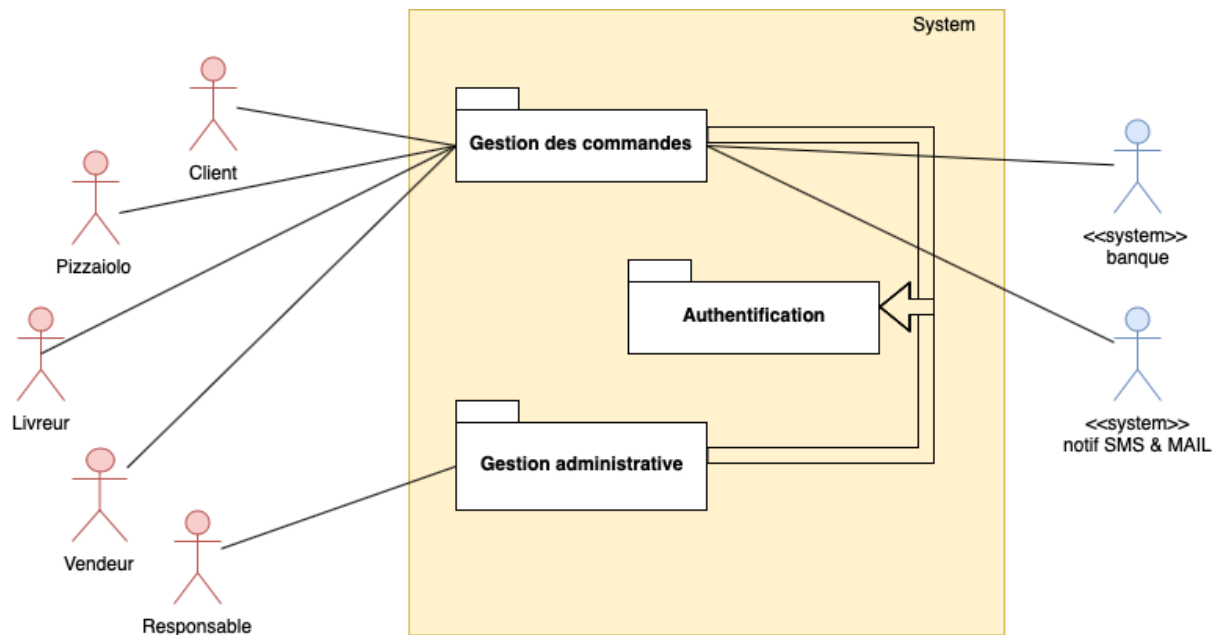 System
Client
Gestion des commandes
Pizzaiolo
<<system>>
banque
Authentification
Livreur
<<system>>
notif SMS & MAIL
Gestion administrative
Vendeur
Responsable